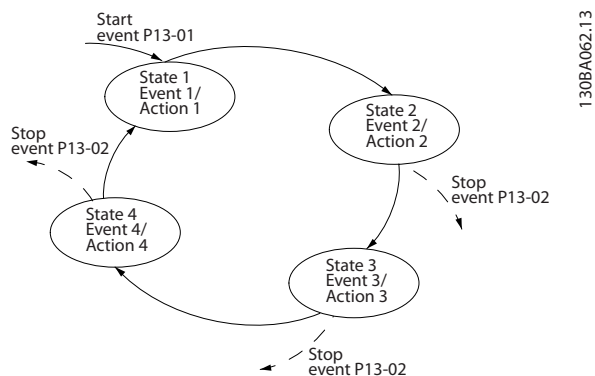 Start
event P13-01
130BA062.13
State 1
Event 1/
Action 1
State 2
Event 2/
Action 2
Stop
event P13-02
Stop
event P13-02
State 4
Event 4/
Action 4
State 3
Event 3/
Action 3
Stop
event P13-02